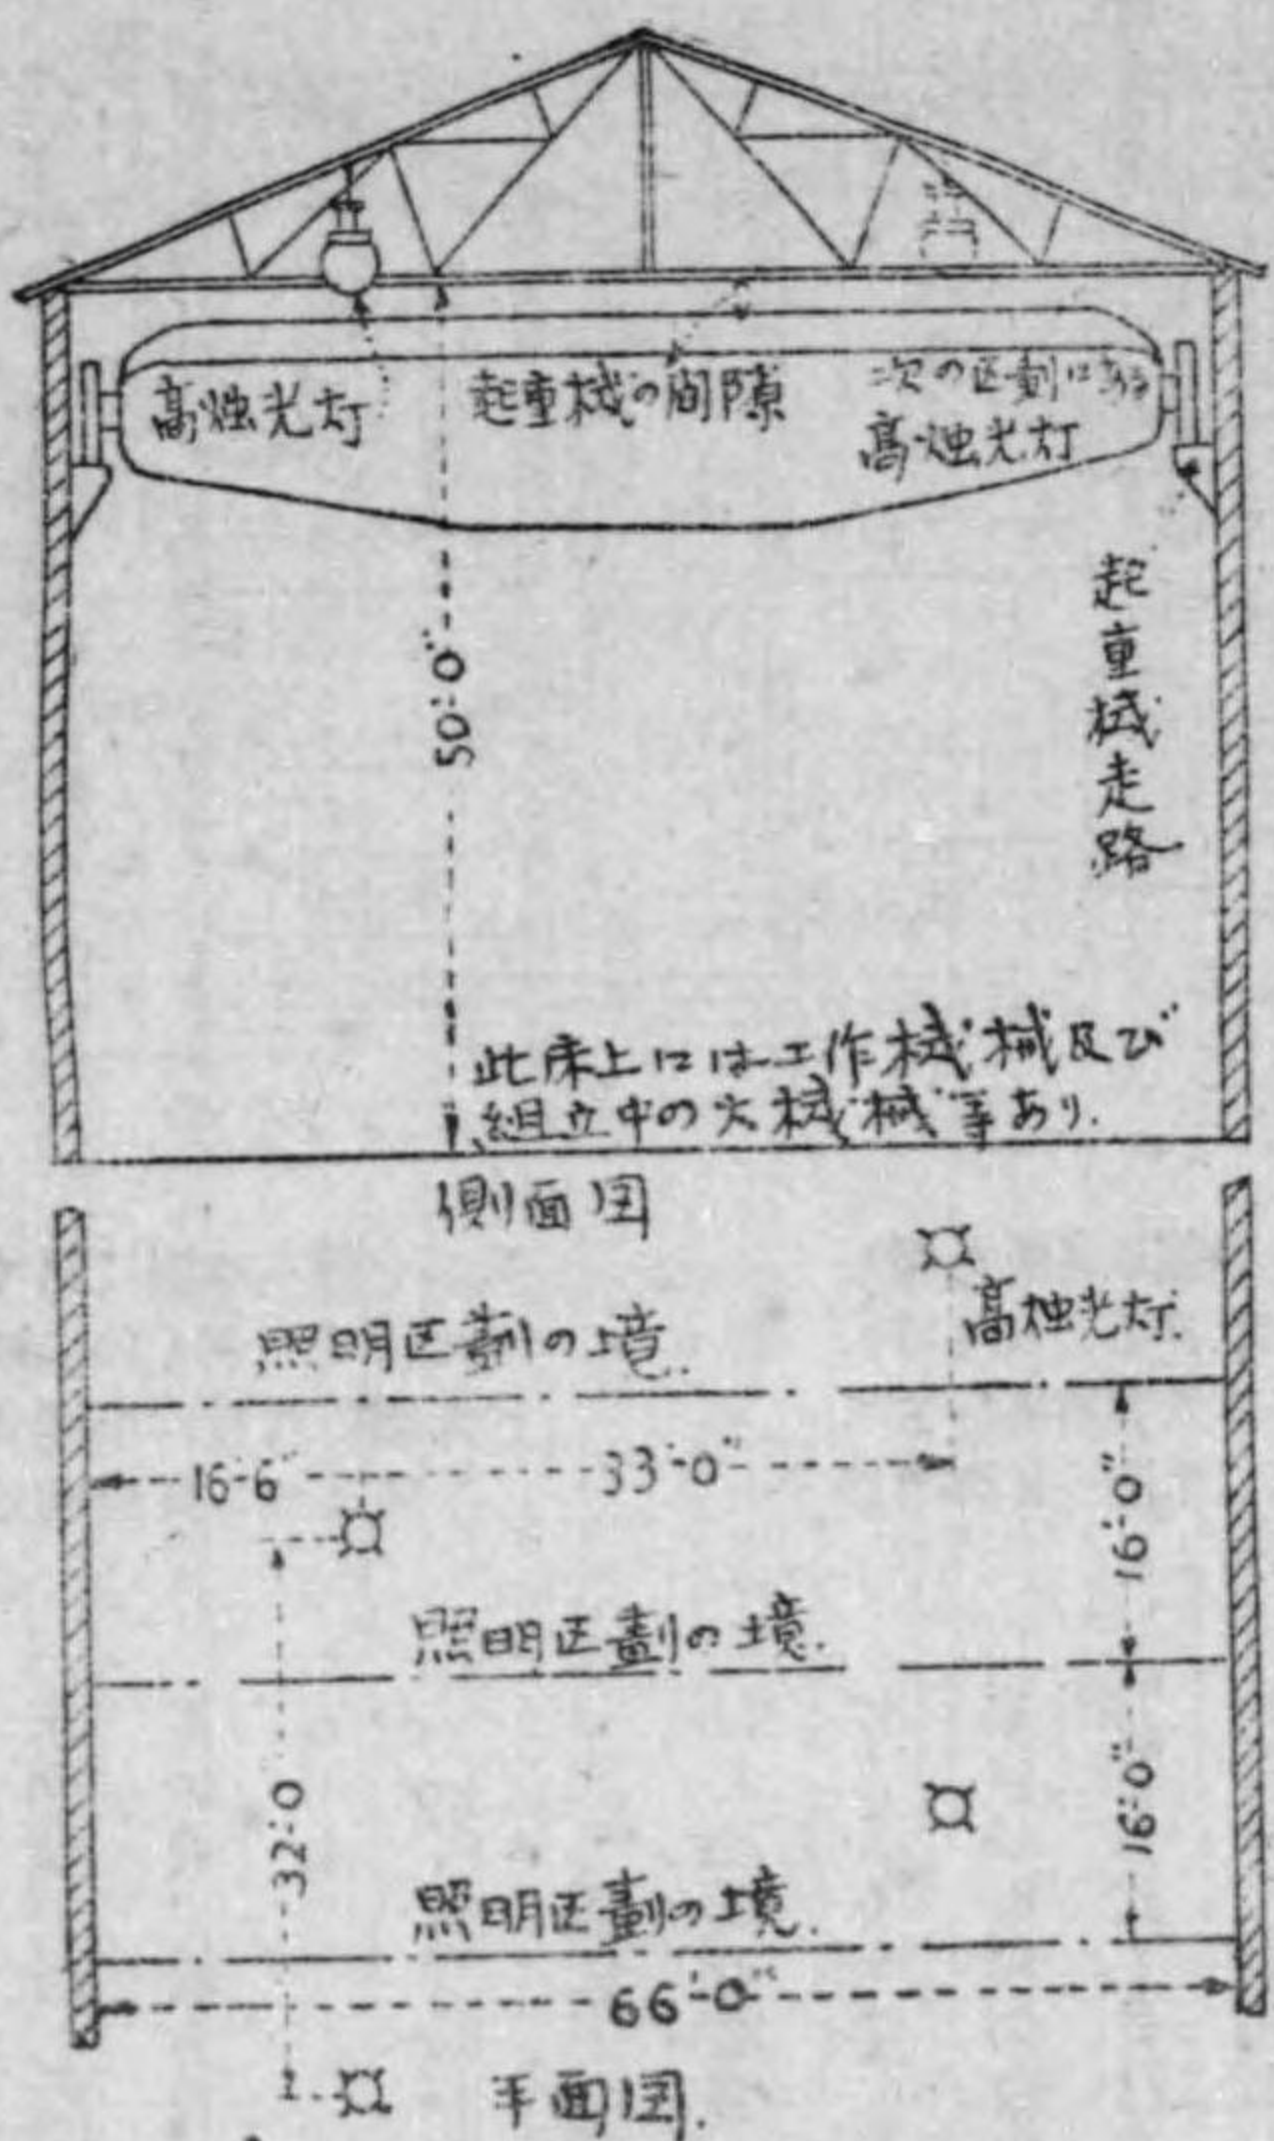 高燭光灯
起重機の間隙
次の区劃にある
高燭光灯
50'-0"
起重機走路
此床上には工作機械及び
組立中の大機械等あり.
側面図
高燭光灯.
照明区劃の境.
16'-6"
33'-0"
16'-0"
照明区劃の境.
32'-0
16'-0"
照明区劃の境.
66'-0"
平面図.